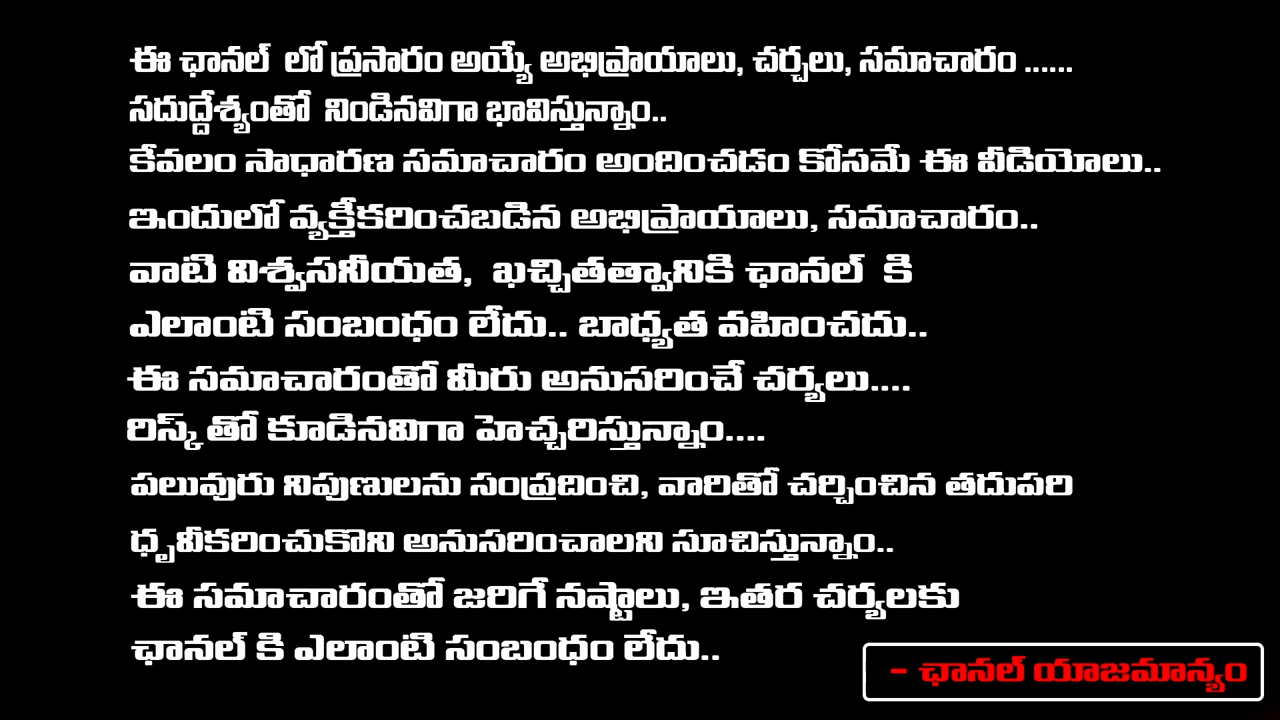 ఈ ఛానల్ లో ప్రసారం అయ్యే అభిప్రాయాలు, చర్చలు, సమాచారం ......
సదుద్దేశ్యంతో నిండినవిగా భావిస్తున్నాం..
కేవలం సాధారణ సమాచారం అందించడం కోసమే ఈ వీడియోలు..
ఇందులో వ్యక్తీకరించబడిన అభిప్రాయాలు, సమాచారం..
వాటి విశ్వసనీయత, ఖచ్చితత్వానికి ఛానల్ కి
ఎలాంటి సంబంధం లేదు.. బాధ్యత వహించదు..
ఈ సమాచారంతో మీరు అనుసరించే చర్యలు....
రిస్క్ తో కూడినవిగా హెచ్చరిస్తున్నాం....
పలువురు నిపుణులను సంప్రదించి, వారితో చర్చించిన తదుపరి
ధృవీకరించుకొని అనుసరించాలని సూచిస్తున్నాం..
ఈ సమాచారంతో జరిగే నష్టాలు, ఇతర చర్యలకు
ఛానల్ కి ఎలాంటి సంబంధం లేదు..
- ఛానల్ యాజమాన్యం